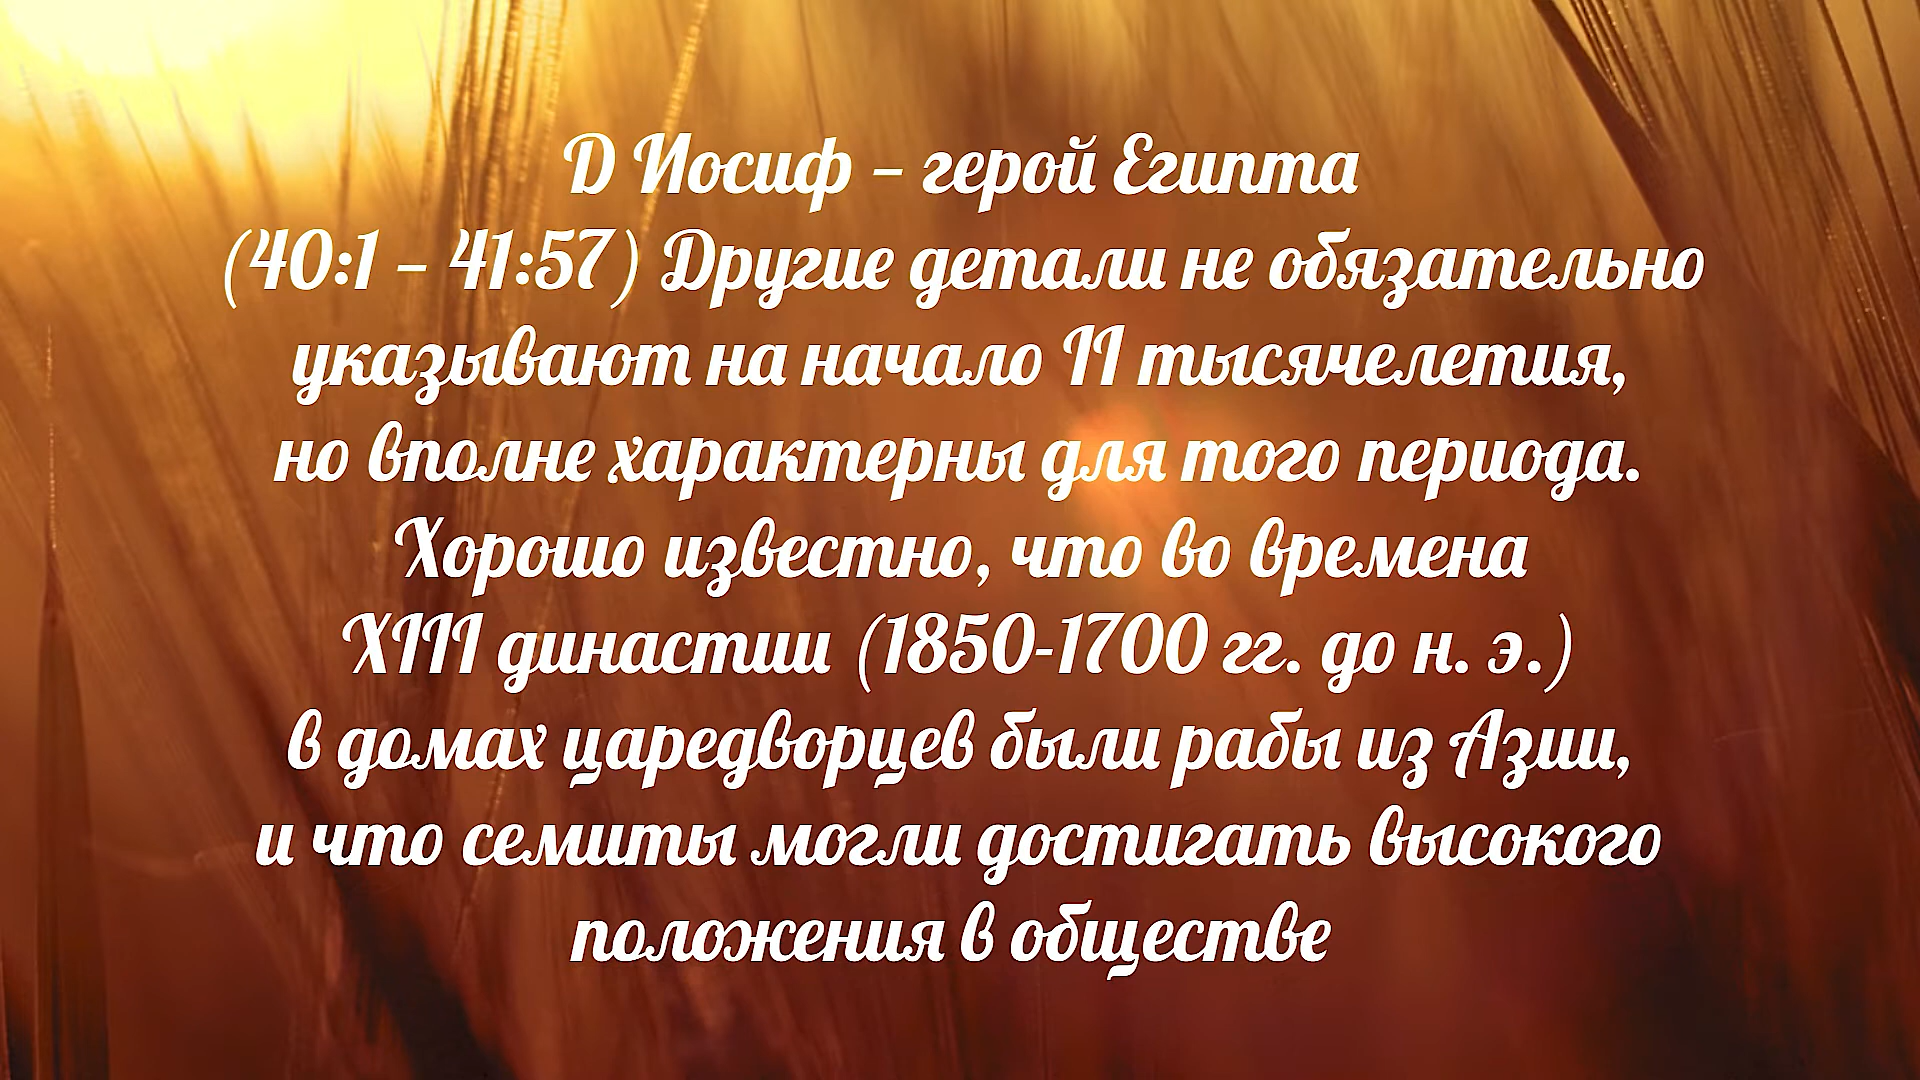 D Иосиф – герой Египта
(40:1 – 41:57) Другие детали не обязательно
указывают на начало II тысячелетия,
но вполне характерны для того периода.
Хорошо известно, что во времена
XIII династии (1850-1700 гг. до н. э.)
в домах царедворцев были рабы из Азии,
и что семиты могли достигать высокого
положения в обществе